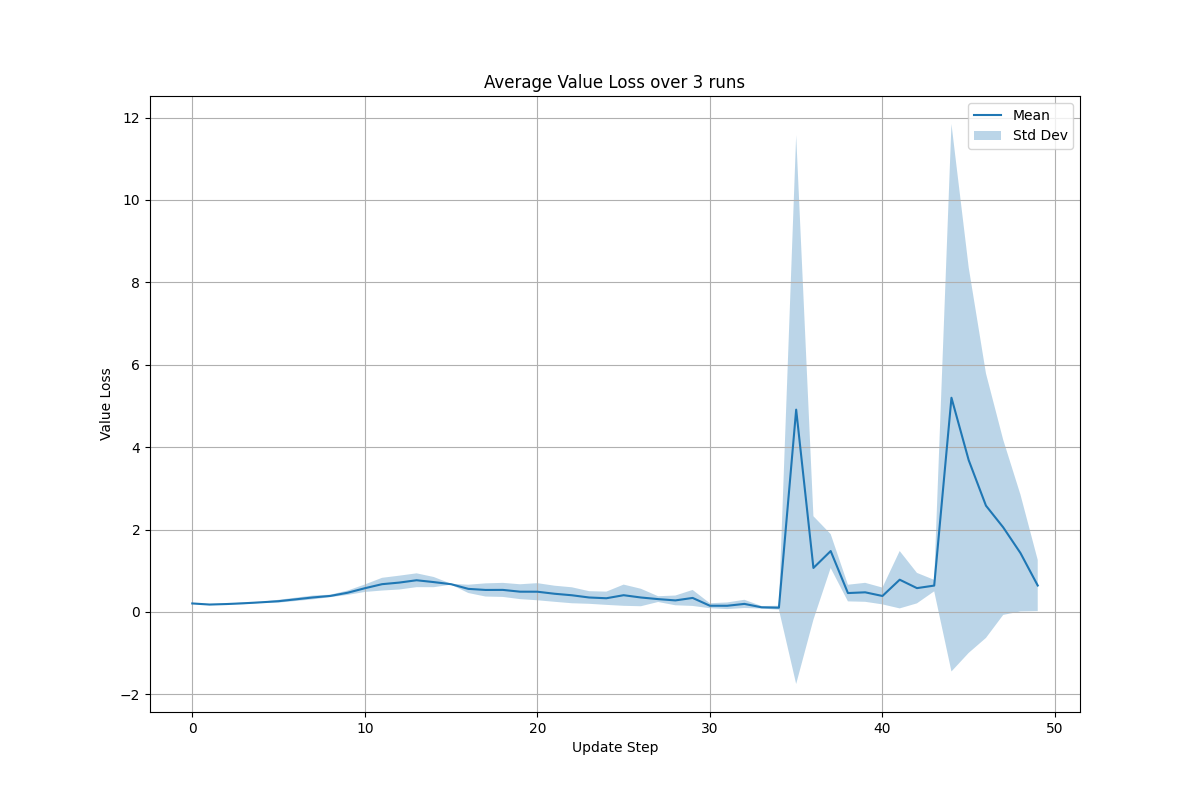 Average Value Loss over 3 runs
Mean
Std Dev
12
10
8
6
4
2
0
−2
Value Loss
0 10 20 30 40 50
Update Step